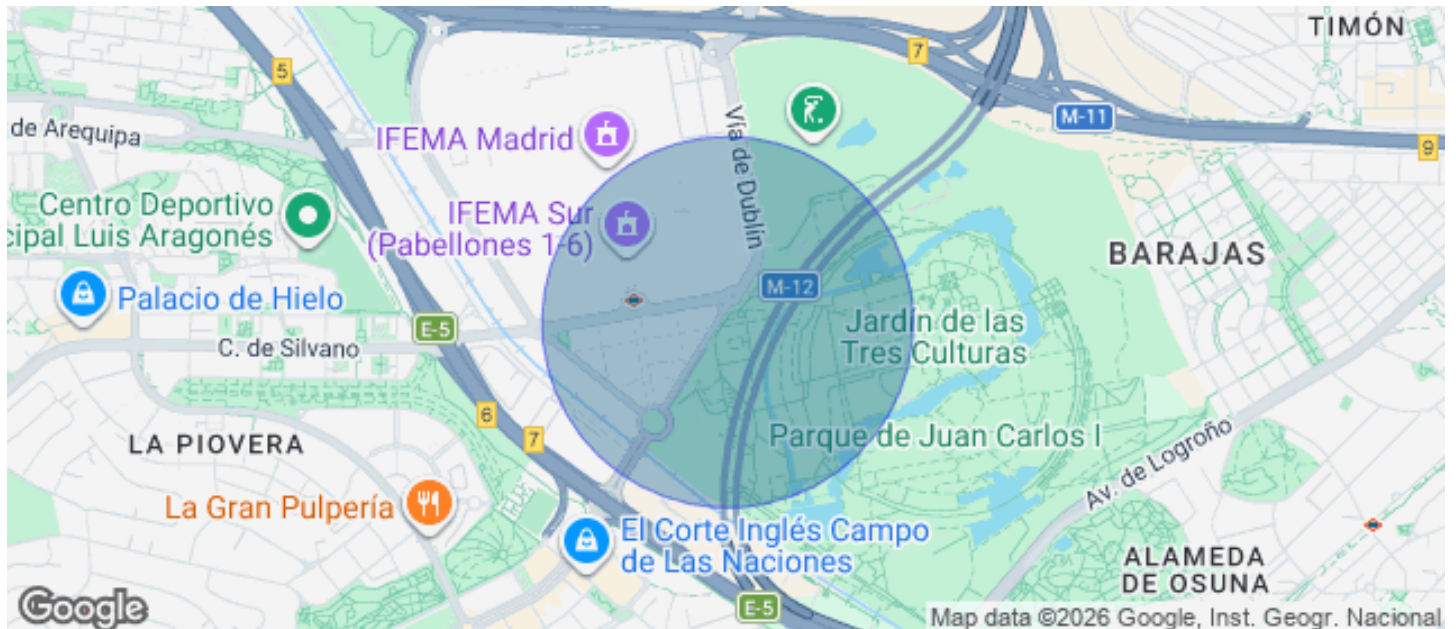 TIMÓN
5
7
de Arequipa
IFEMA Madrid
Vía de Dublín
M-11
9
Centro Deportivo
cipal Luis Aragonés
IFEMA Sur
(Pabellones 1-6)
BARAJAS
Palacio de Hielo
M-12
E-5
C. de Silvano
Jardín de las
Tres Culturas
6
7
LA PIOVERA
Parque de Juan Carlos I
Av. de Logroño
La Gran Pulpería
El Corte Inglés Campo
de Las Naciones
ALAMEDA
DE OSUNA
E-5
Google
Map data ©2026 Google, Inst. Geogr. Nacional